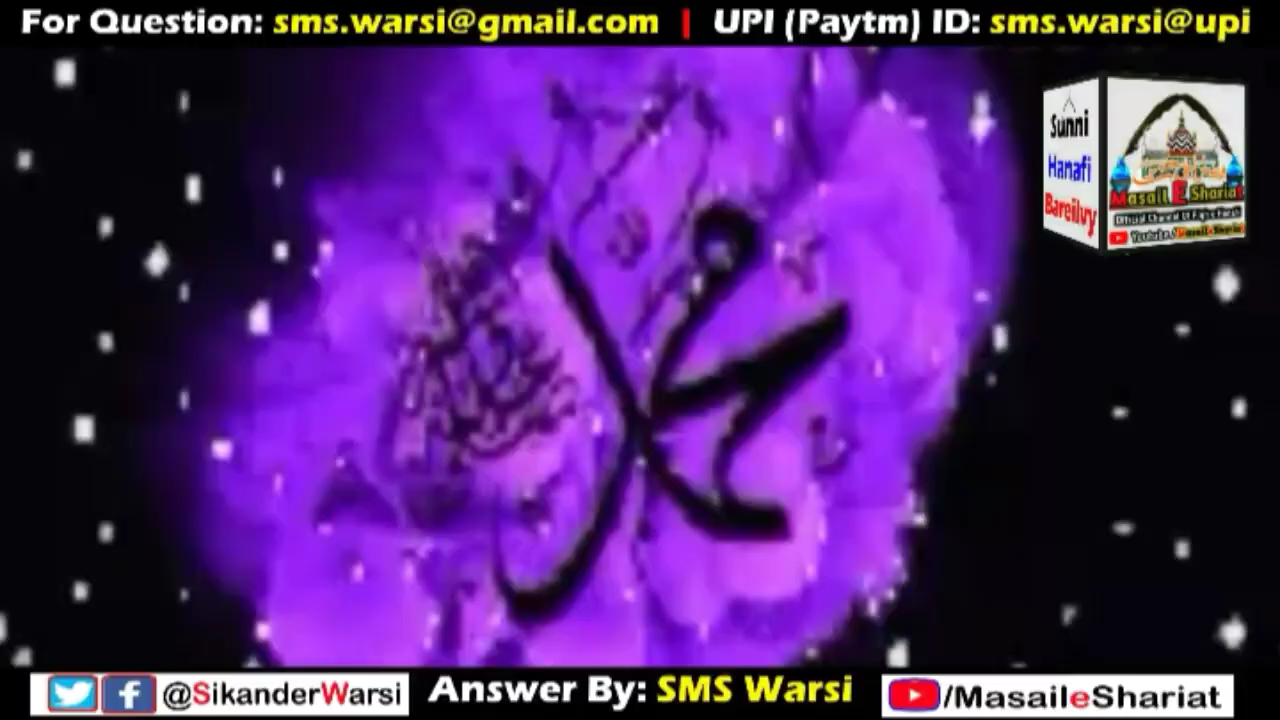 For Question: sms.warsi@gmail.com | UPI (Paytm) ID: sms.warsi@upi
Sunni
Hanafi
Bareilvy
Masail E Shariat
محمد
@SikanderWarsi
Answer By: SMS Warsi
/MasaileShariat